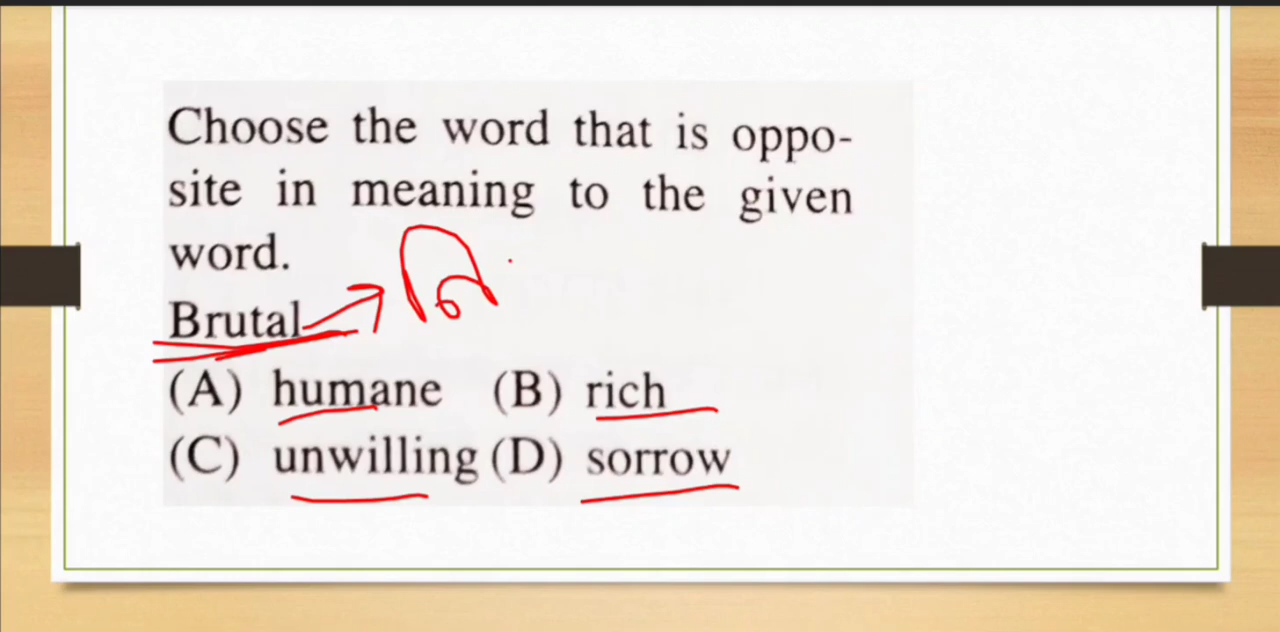 Choose the word that is oppo-
site in meaning to the given
word.
Brutal
(A) humane (B) rich
(C) unwilling (D) sorrow